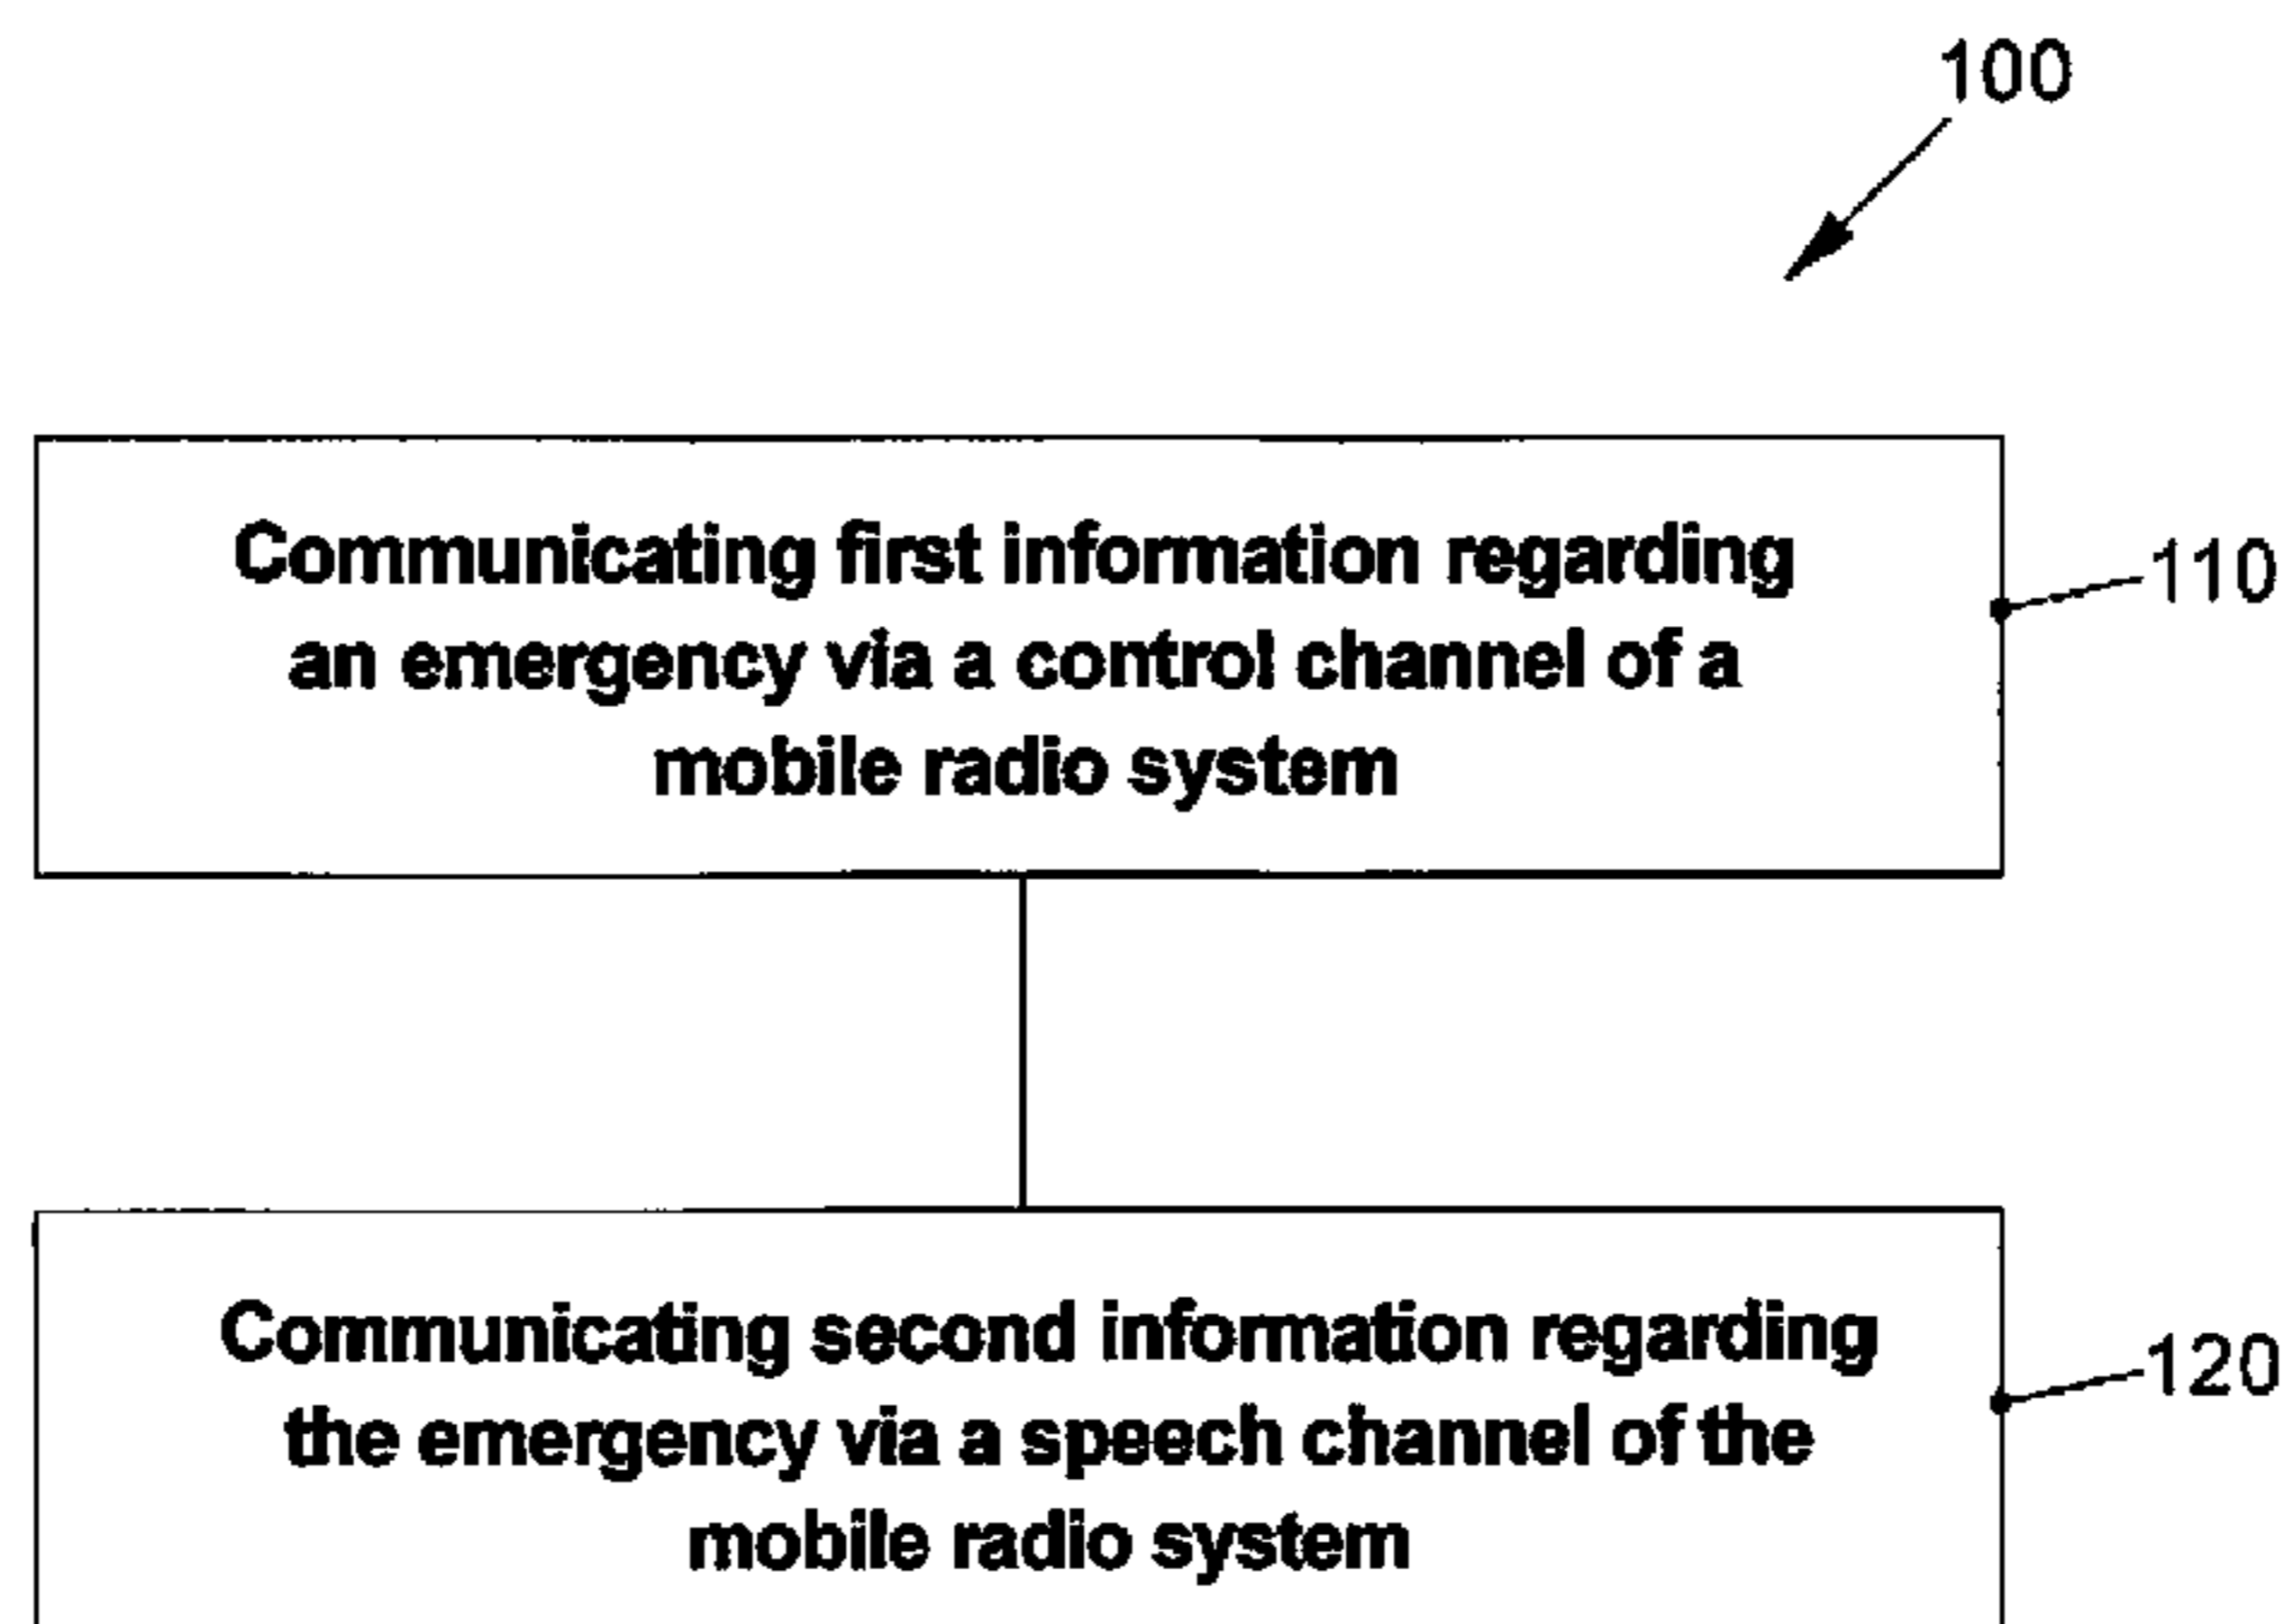 100
Communicating first information regarding
an emergency via a control channel of a
mobile radio system
110
Communicating second information regarding
the emergency via a speech channel of the
mobile radio system
120